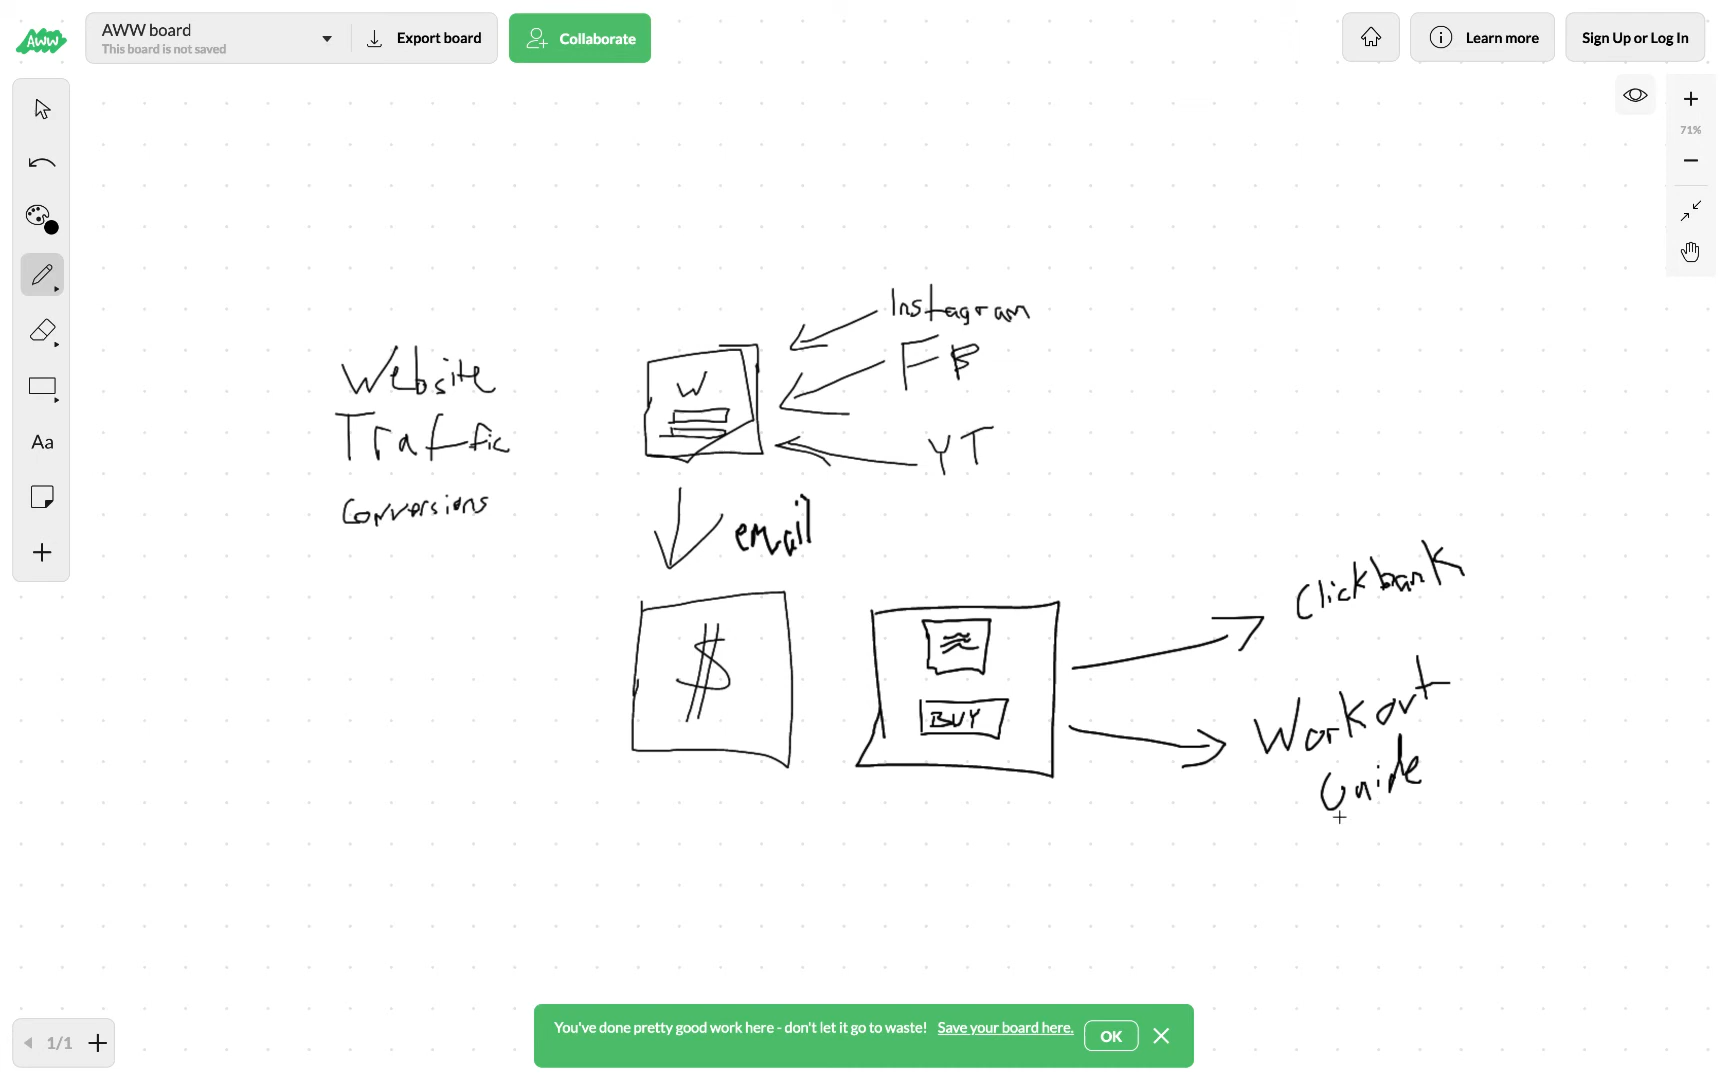 AWW
AWW board
This board is not saved
Export board
Collaborate
Learn more
Sign Up or Log In
71%
Aa
Instagram
FB
YT
Website
Traffic
Conversions
W
email
$
BUY
Clickbank
Workout
Guide
1/1
You've done pretty good work here - don't let it go to waste! Save your board here.
OK